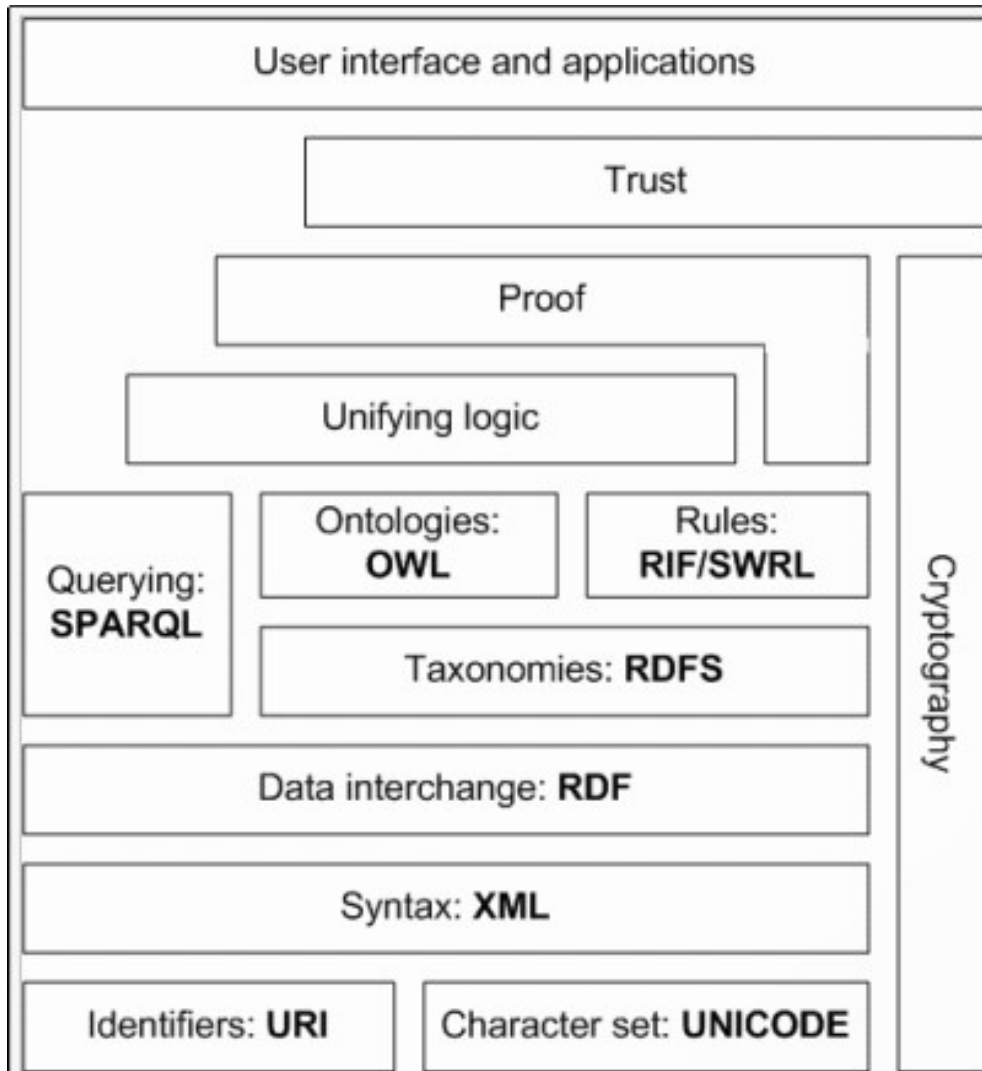 User interface and applications
Trust
Proof
Unifying logic
Ontologies:
OWL
Rules:
RIF/SWRL
Querying:
SPARQL
Taxonomies: RDFS
Cryptography
Data interchange: RDF
Syntax: XML
Identifiers: URI
Character set: UNICODE